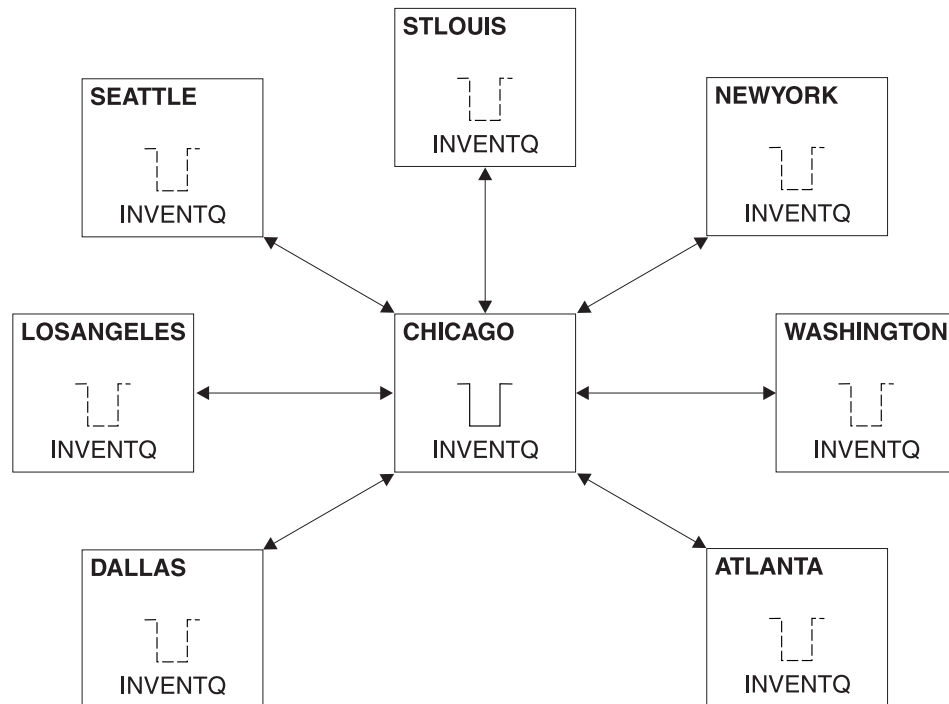 STLOUIS
INVENTQ
SEATTLE
INVENTQ
NEWYORK
INVENTQ
LOSANGELES
INVENTQ
CHICAGO
INVENTQ
WASHINGTON
INVENTQ
DALLAS
INVENTQ
ATLANTA
INVENTQ